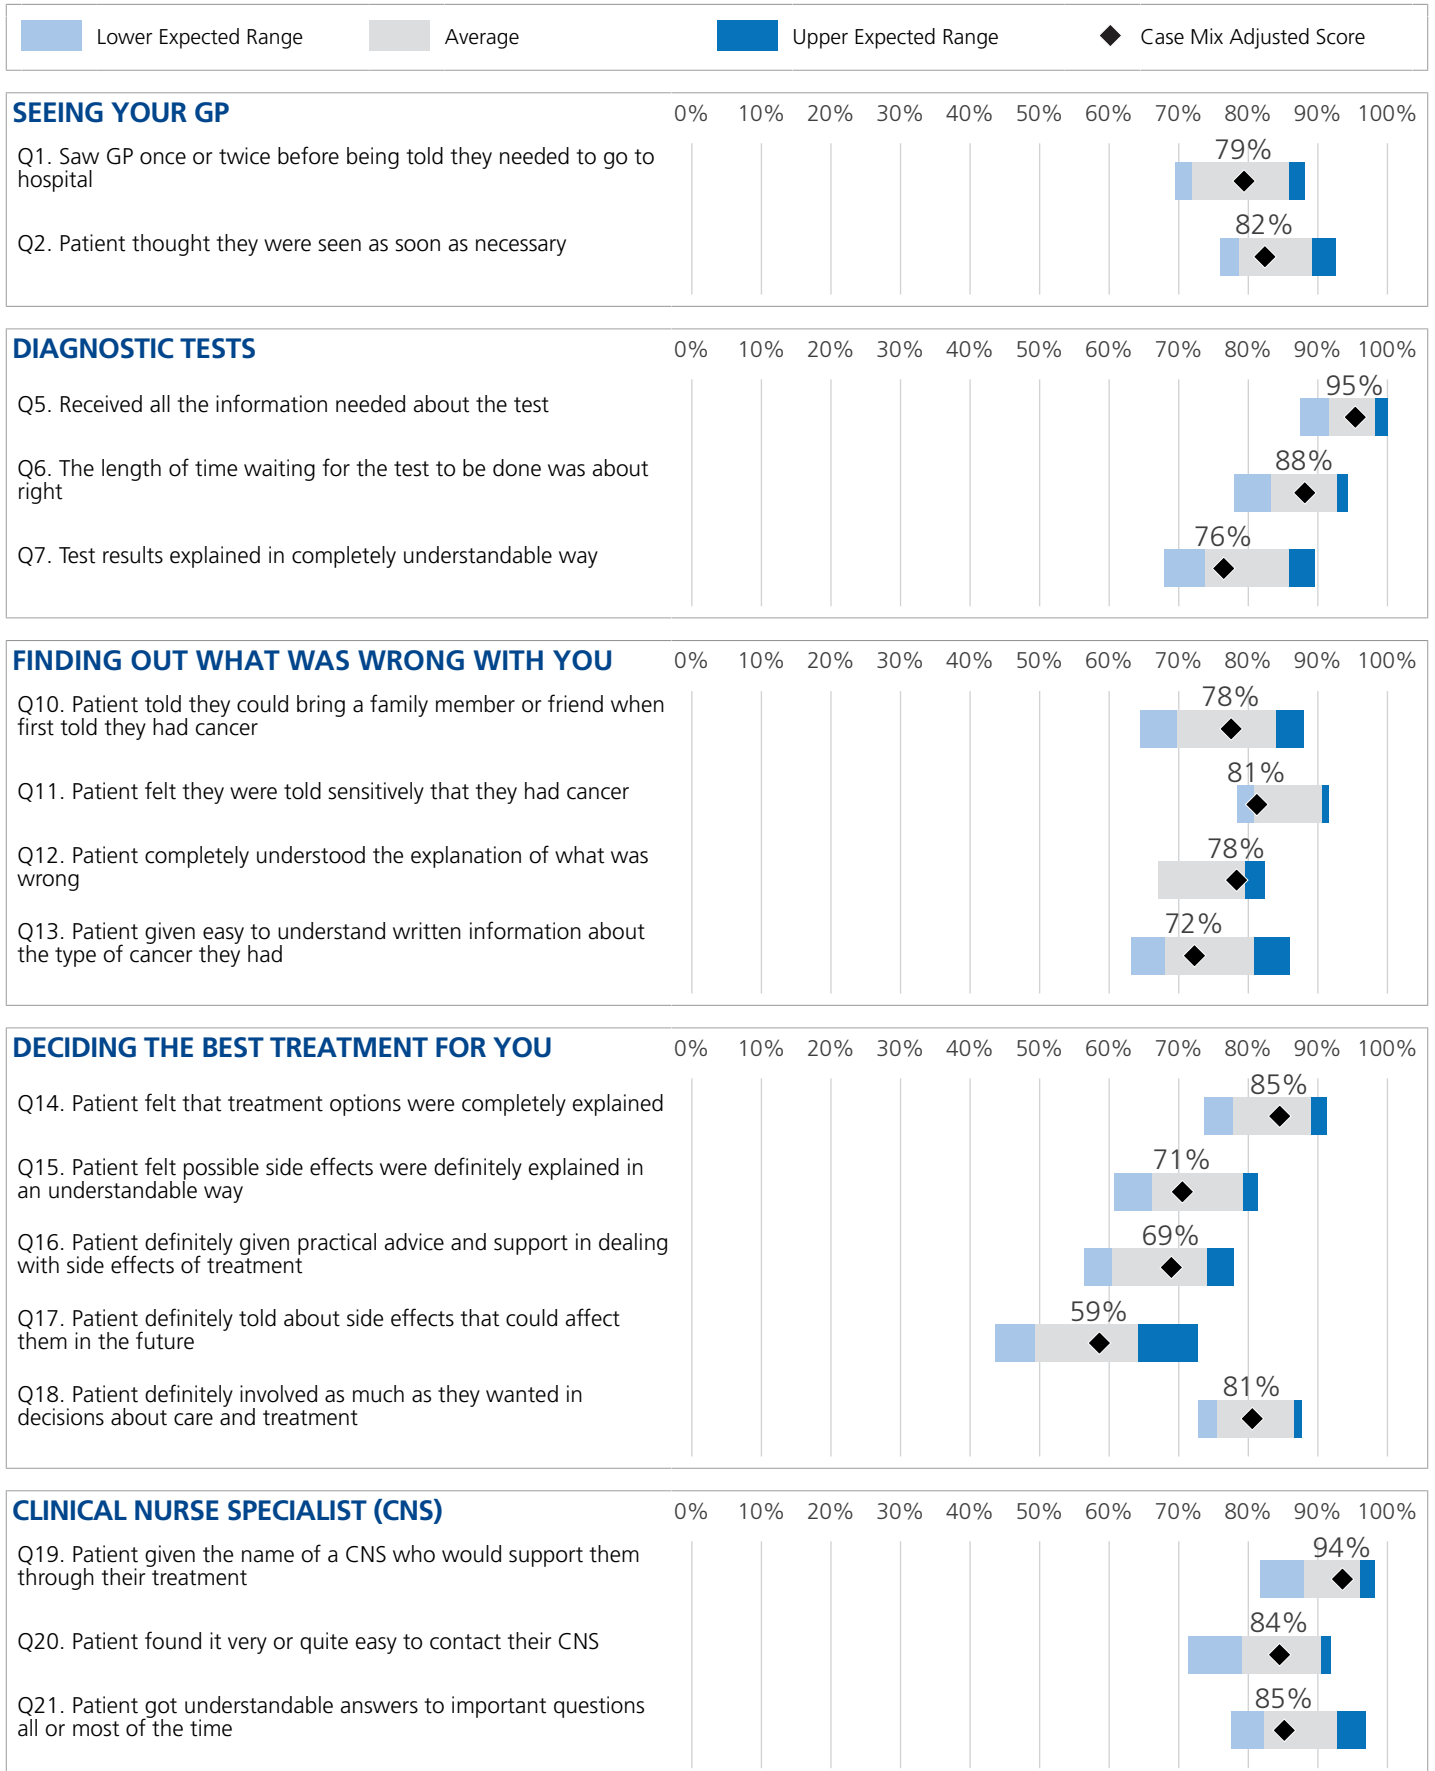 Lower Expected Range Average Upper Expected Range Case Mix Adjusted Score
SEEING YOUR GP 0% 10% 20% 30% 40% 50% 60% 70% 80% 90% 100%
Q1. Saw GP once or twice before being told they needed to go to
hospital
79%
Q2. Patient thought they were seen as soon as necessary
82%
DIAGNOSTIC TESTS 0% 10% 20% 30% 40% 50% 60% 70% 80% 90% 100%
Q5. Received all the information needed about the test
95%
Q6. The length of time waiting for the test to be done was about
right
88%
Q7. Test results explained in completely understandable way
76%
FINDING OUT WHAT WAS WRONG WITH YOU 0% 10% 20% 30% 40% 50% 60% 70% 80% 90% 100%
Q10. Patient told they could bring a family member or friend when
first told they had cancer
78%
Q11. Patient felt they were told sensitively that they had cancer
81%
Q12. Patient completely understood the explanation of what was
wrong
78%
Q13. Patient given easy to understand written information about
the type of cancer they had
72%
DECIDING THE BEST TREATMENT FOR YOU 0% 10% 20% 30% 40% 50% 60% 70% 80% 90% 100%
Q14. Patient felt that treatment options were completely explained
85%
Q15. Patient felt possible side effects were definitely explained in
an understandable way
71%
Q16. Patient definitely given practical advice and support in dealing
with side effects of treatment
69%
Q17. Patient definitely told about side effects that could affect
them in the future
59%
Q18. Patient definitely involved as much as they wanted in
decisions about care and treatment
81%
CLINICAL NURSE SPECIALIST (CNS) 0% 10% 20% 30% 40% 50% 60% 70% 80% 90% 100%
Q19. Patient given the name of a CNS who would support them
through their treatment
94%
Q20. Patient found it very or quite easy to contact their CNS
84%
Q21. Patient got understandable answers to important questions
all or most of the time
85%